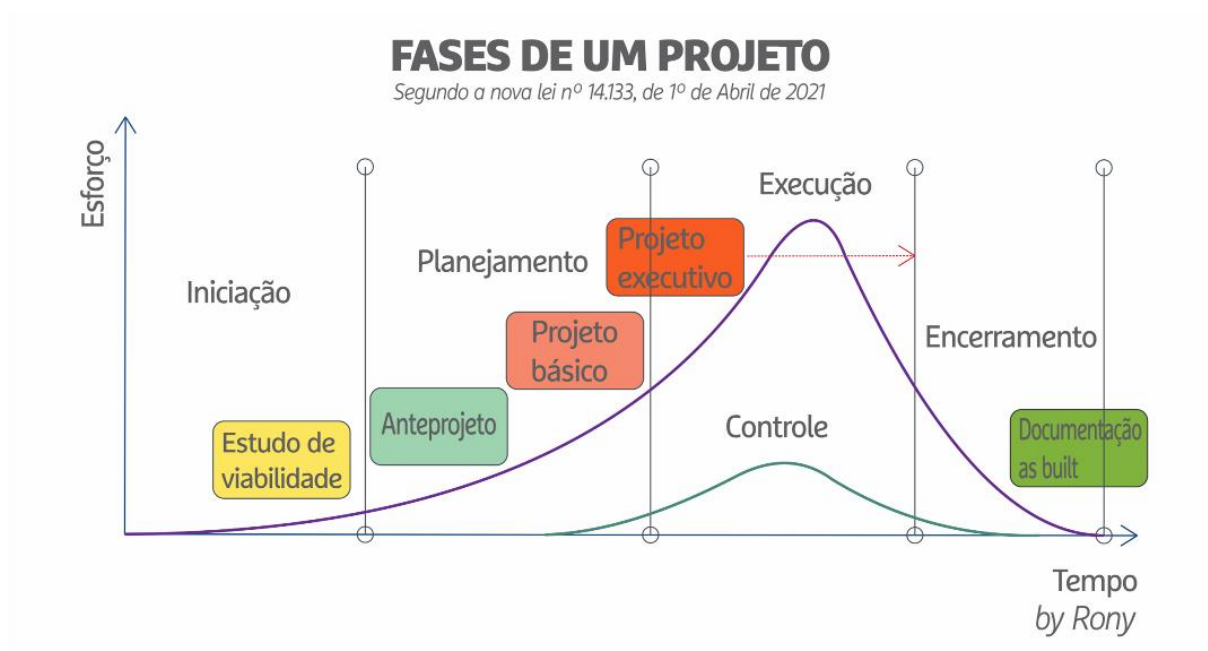 FASES DE UM PROJETO
Segundo a nova lei nº 14.133, de 1º de Abril de 2021
Esforço
Execução
Projeto
executivo
Planejamento
Iniciação
Projeto
básico
Encerramento
Anteprojeto
Controle
Estudo de
viabilidade
Documentação
as built
Tempo
by Rony